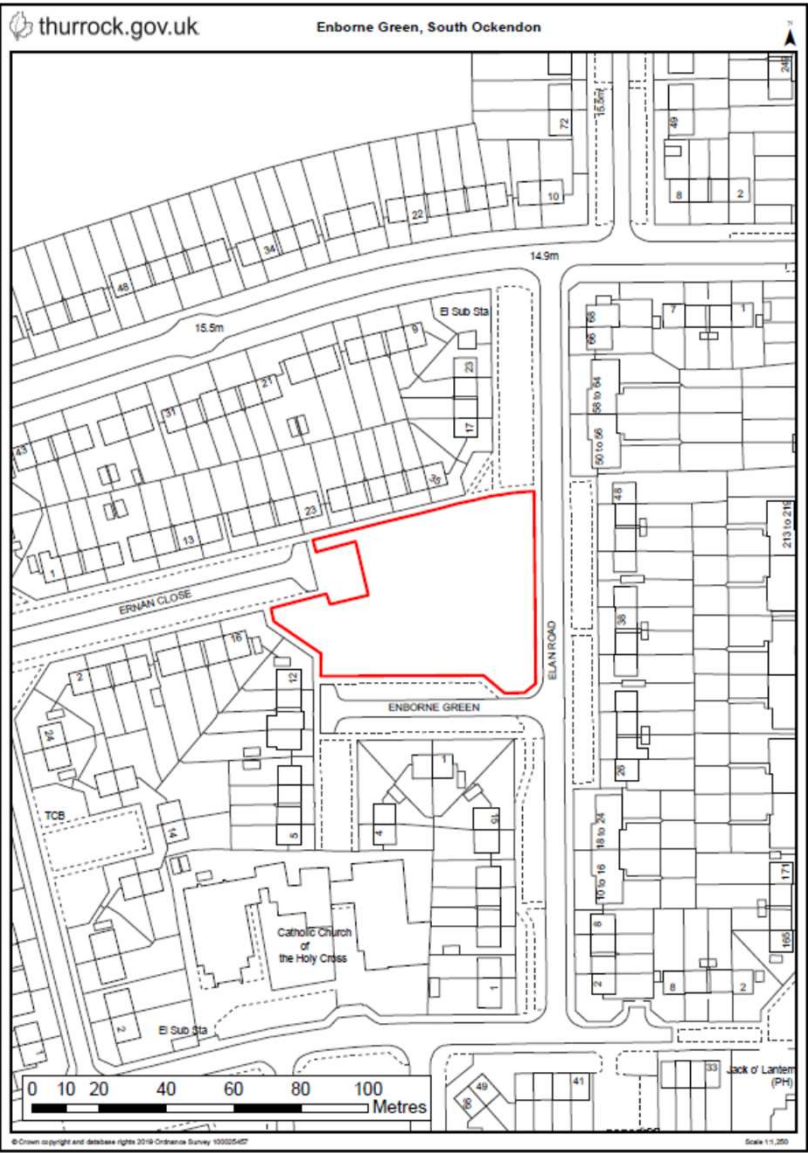 thurrock.gov.uk
Enborne Green, South Ockendon
N
249
72
15.5m
49
8
2
10
22
34
48
14.9m
15.5m
El Sub Sta
9
23
68
66
7
1
21
31
17
58 to 64
50 to 56
43
35
23
13
1
48
213 to 219
ERNAN CLOSE
38
16
2
12
ELAN ROAD
ENBORNE GREEN
24
1
26
TCB
14
5
4
15
18 to 24
10 to 16
171
8
165
Catholic Church
of
the Holy Cross
1
2
8
2
2
El Sub Sta
1
0 10 20 40 60 80 100
Metres
49
68
41
33
Jack o' Lantern
(PH)
© Crown copyright and database rights 2019 Ordnance Survey 100025457
Scale 1:1,250